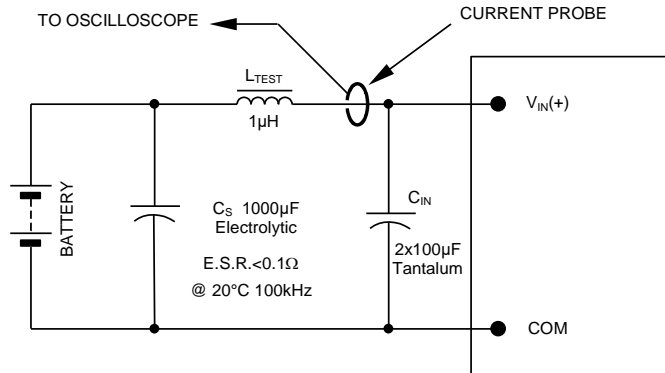 TO OSCILLOSCOPE
CURRENT PROBE
LTEST
1µH
VIN(+)
BATTERY
CS 1000µF
Electrolytic
E.S.R.<0.1Ω
@ 20°C 100kHz
CIN
2x100µF
Tantalum
COM